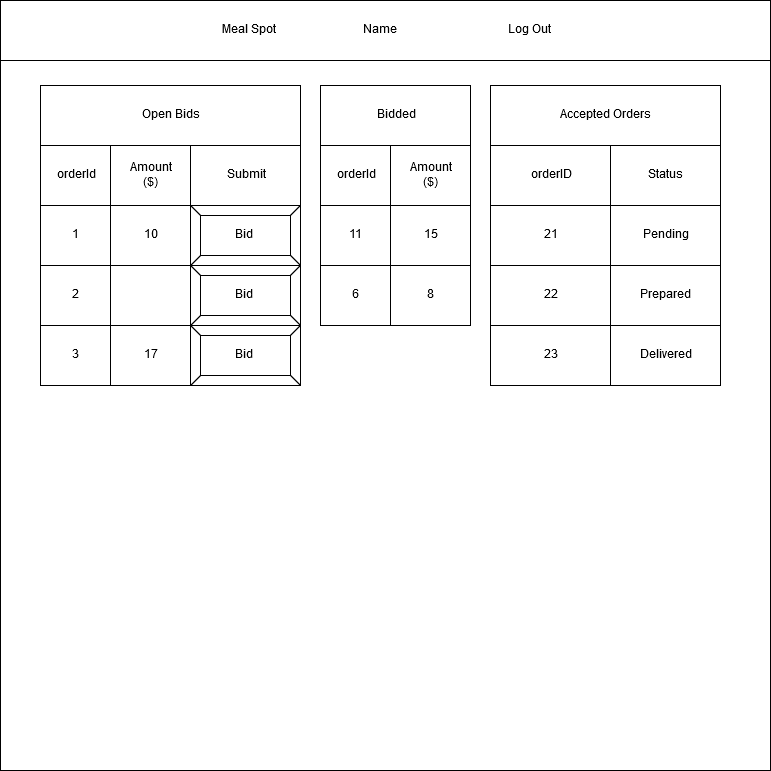 Meal Spot Name Log Out
Open Bids Bidded Accepted Orders
orderId Amount ($) Submit orderId Amount ($) orderID Status
1 10 Bid 11 15 21 Pending
2 Bid 6 8 22 Prepared
3 17 Bid 23 Delivered